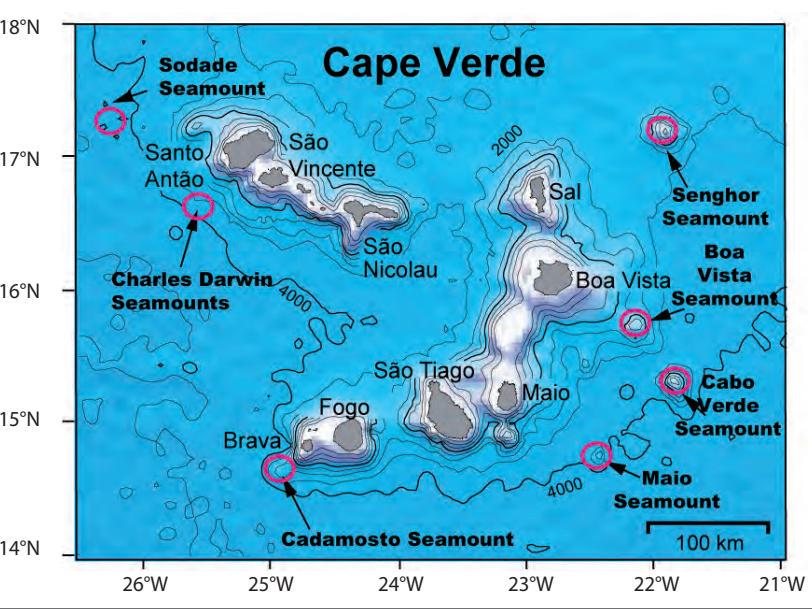 18°N
Cape Verde
Sodade
Seamount
17°N
Santo
Antão
São
Vincente
2000
Sal
Senghor
Seamount
São
Nicolau
Boa
Vista
Seamount
Charles Darwin
Seamounts
4000
16°N
Boa Vista
São Tiago
Maio
Cabo
Verde
Seamount
15°N
Fogo
Brava
Maio
Seamount
4000
Cadamosto Seamount
100 km
14°N
26°W
25°W
24°W
23°W
22°W
21°W